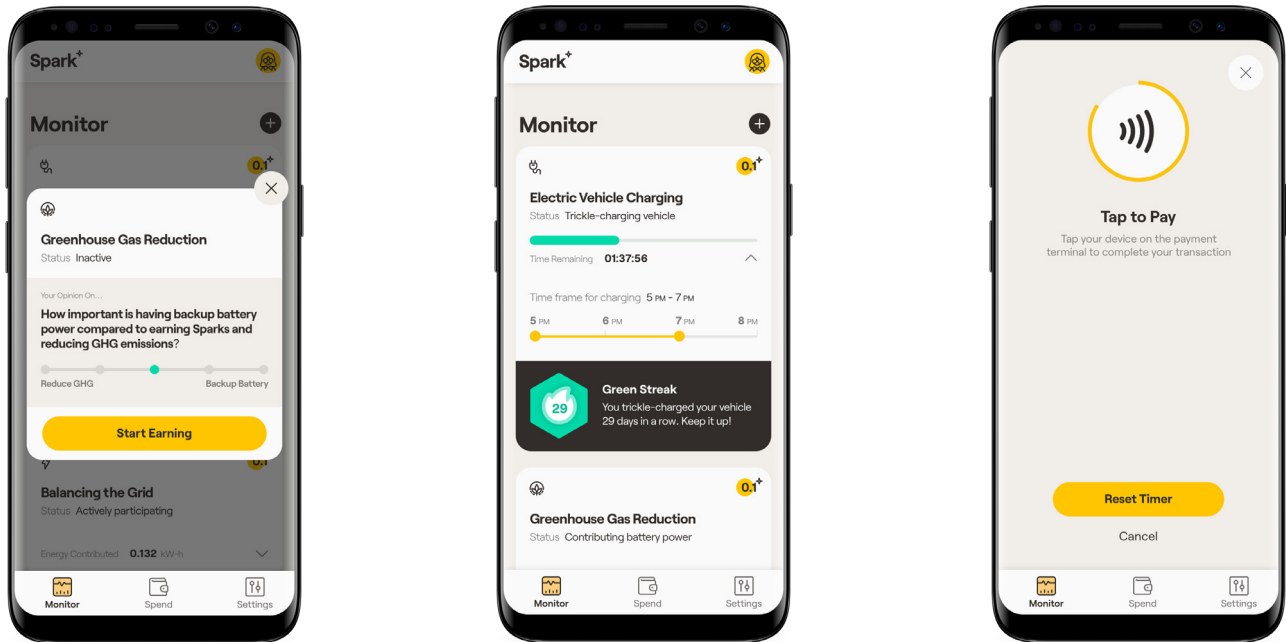 Spark+
Monitor
0.1+
Greenhouse Gas Reduction
Status Inactive
Your Opinion On...
How important is having backup battery
power compared to earning Sparks and
reducing GHG emissions?
Reduce GHG Backup Battery
Start Earning
0.1
Balancing the Grid
Status Actively participating
Energy Contributed 0.132 kW-h
Monitor Spend Settings
Spark+
Monitor
0.1+
Electric Vehicle Charging
Status Trickle-charging vehicle
Time Remaining 01:37:56
Time frame for charging 5 PM - 7 PM
5 PM 6 PM 7 PM 8 PM
29
Green Streak
You trickle-charged your vehicle
29 days in a row. Keep it up!
0.1+
Greenhouse Gas Reduction
Status Contributing battery power
Monitor Spend Settings
Tap to Pay
Tap your device on the payment
terminal to complete your transaction
Reset Timer
Cancel
Monitor Spend Settings